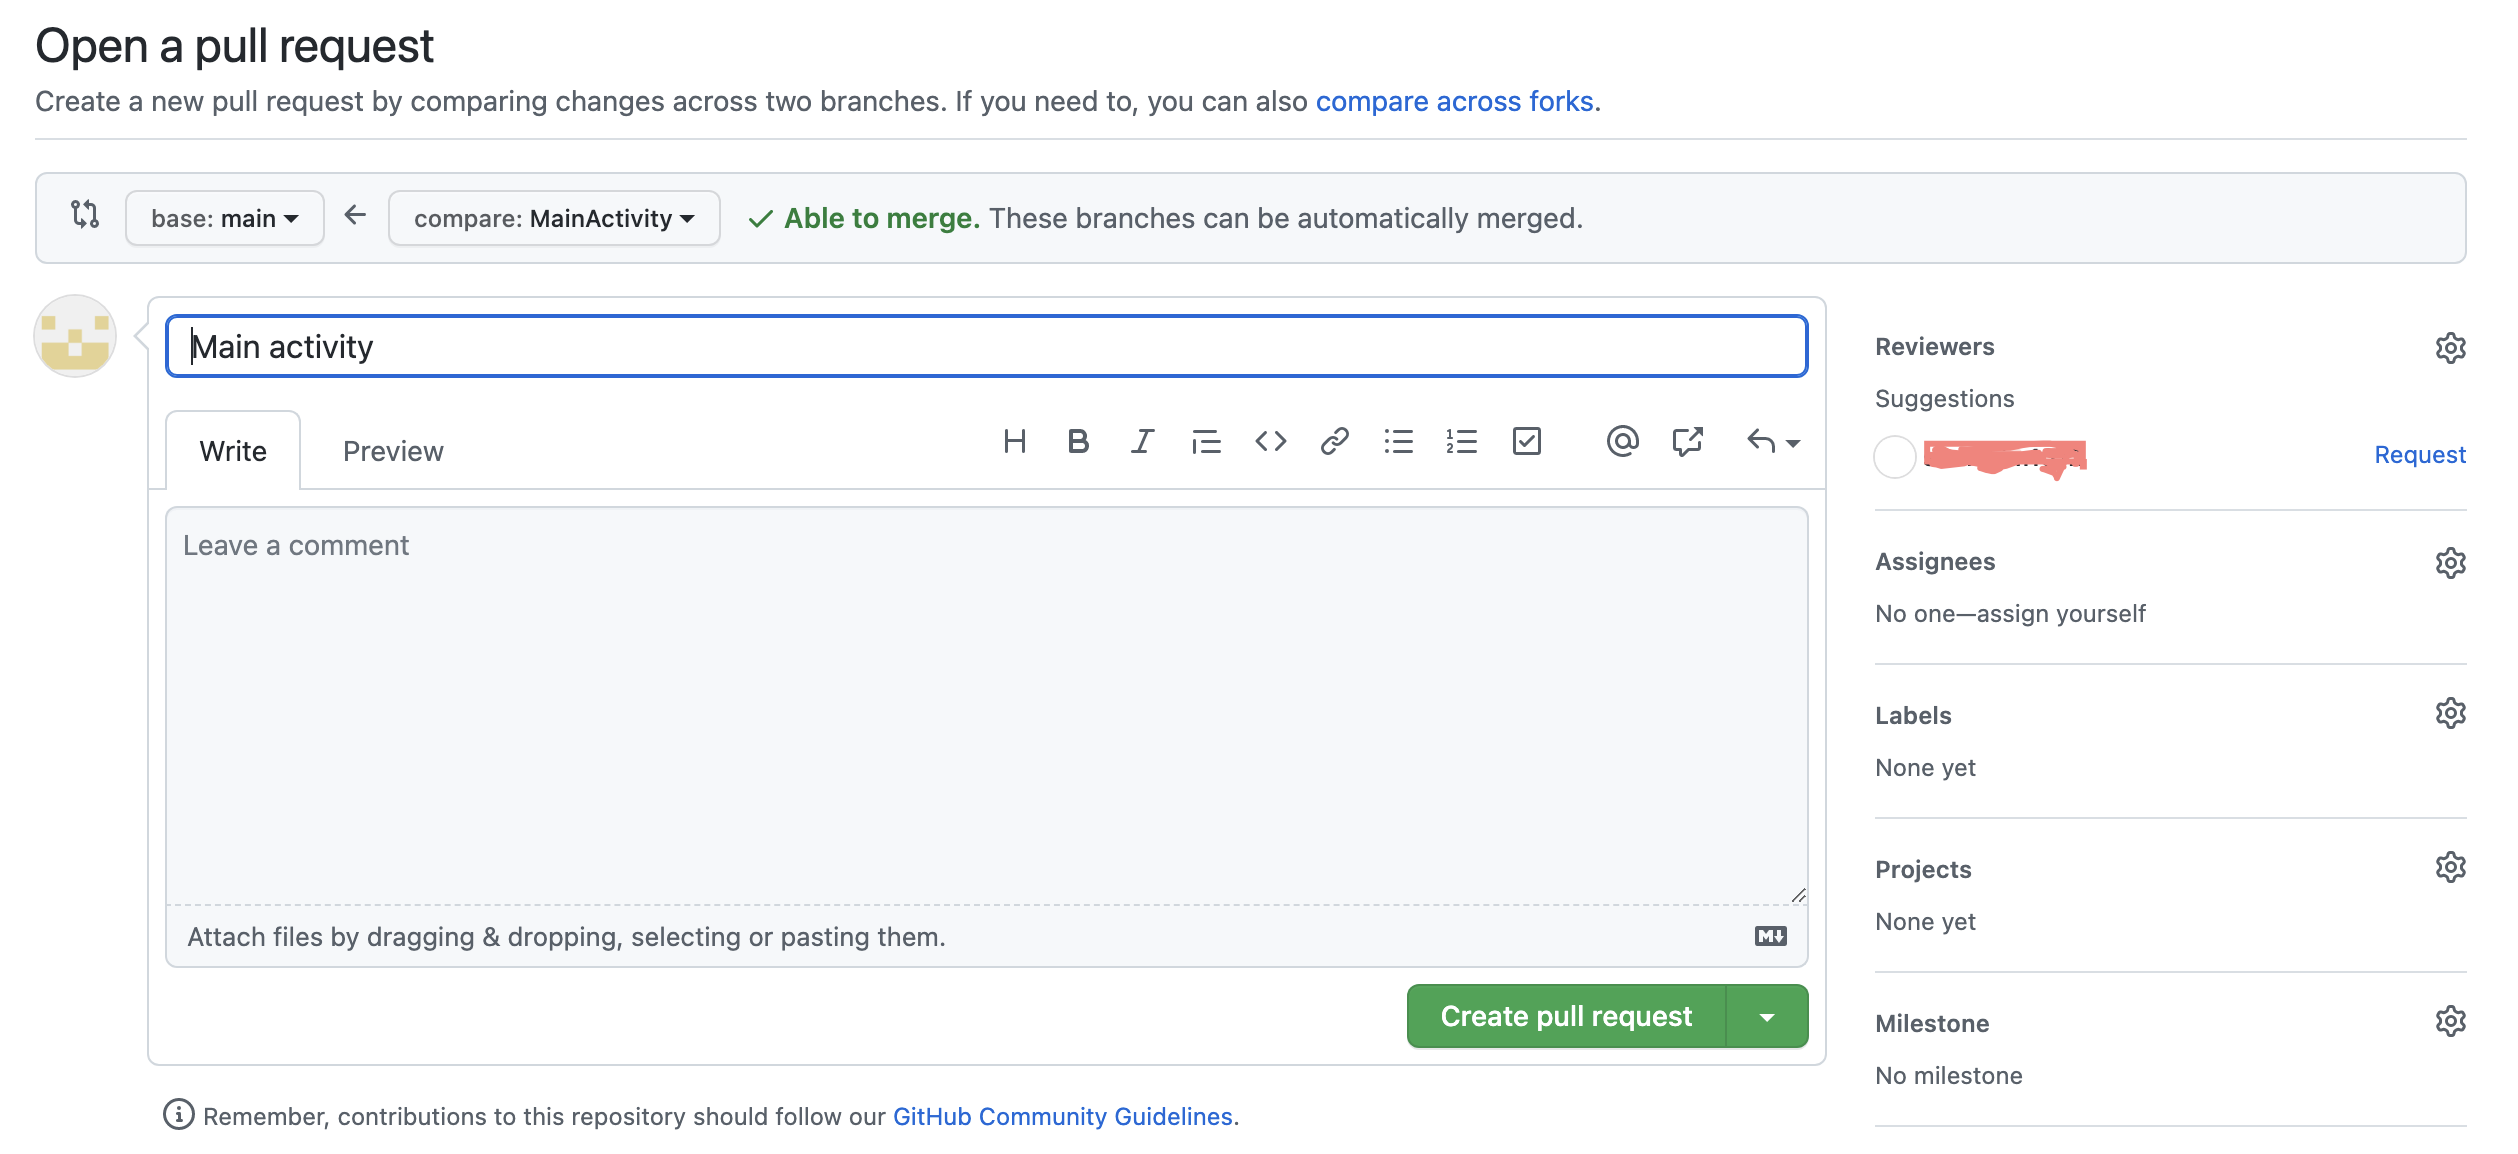 Open a pull request
Create a new pull request by comparing changes across two branches. If you need to, you can also compare across forks.
base: main
compare: MainActivity
Able to merge. These branches can be automatically merged.
Main activity
Write
Preview
Leave a comment
Attach files by dragging & dropping, selecting or pasting them.
Create pull request
Remember, contributions to this repository should follow our GitHub Community Guidelines.
Reviewers
Suggestions
Request
Assignees
No one—assign yourself
Labels
None yet
Projects
None yet
Milestone
No milestone